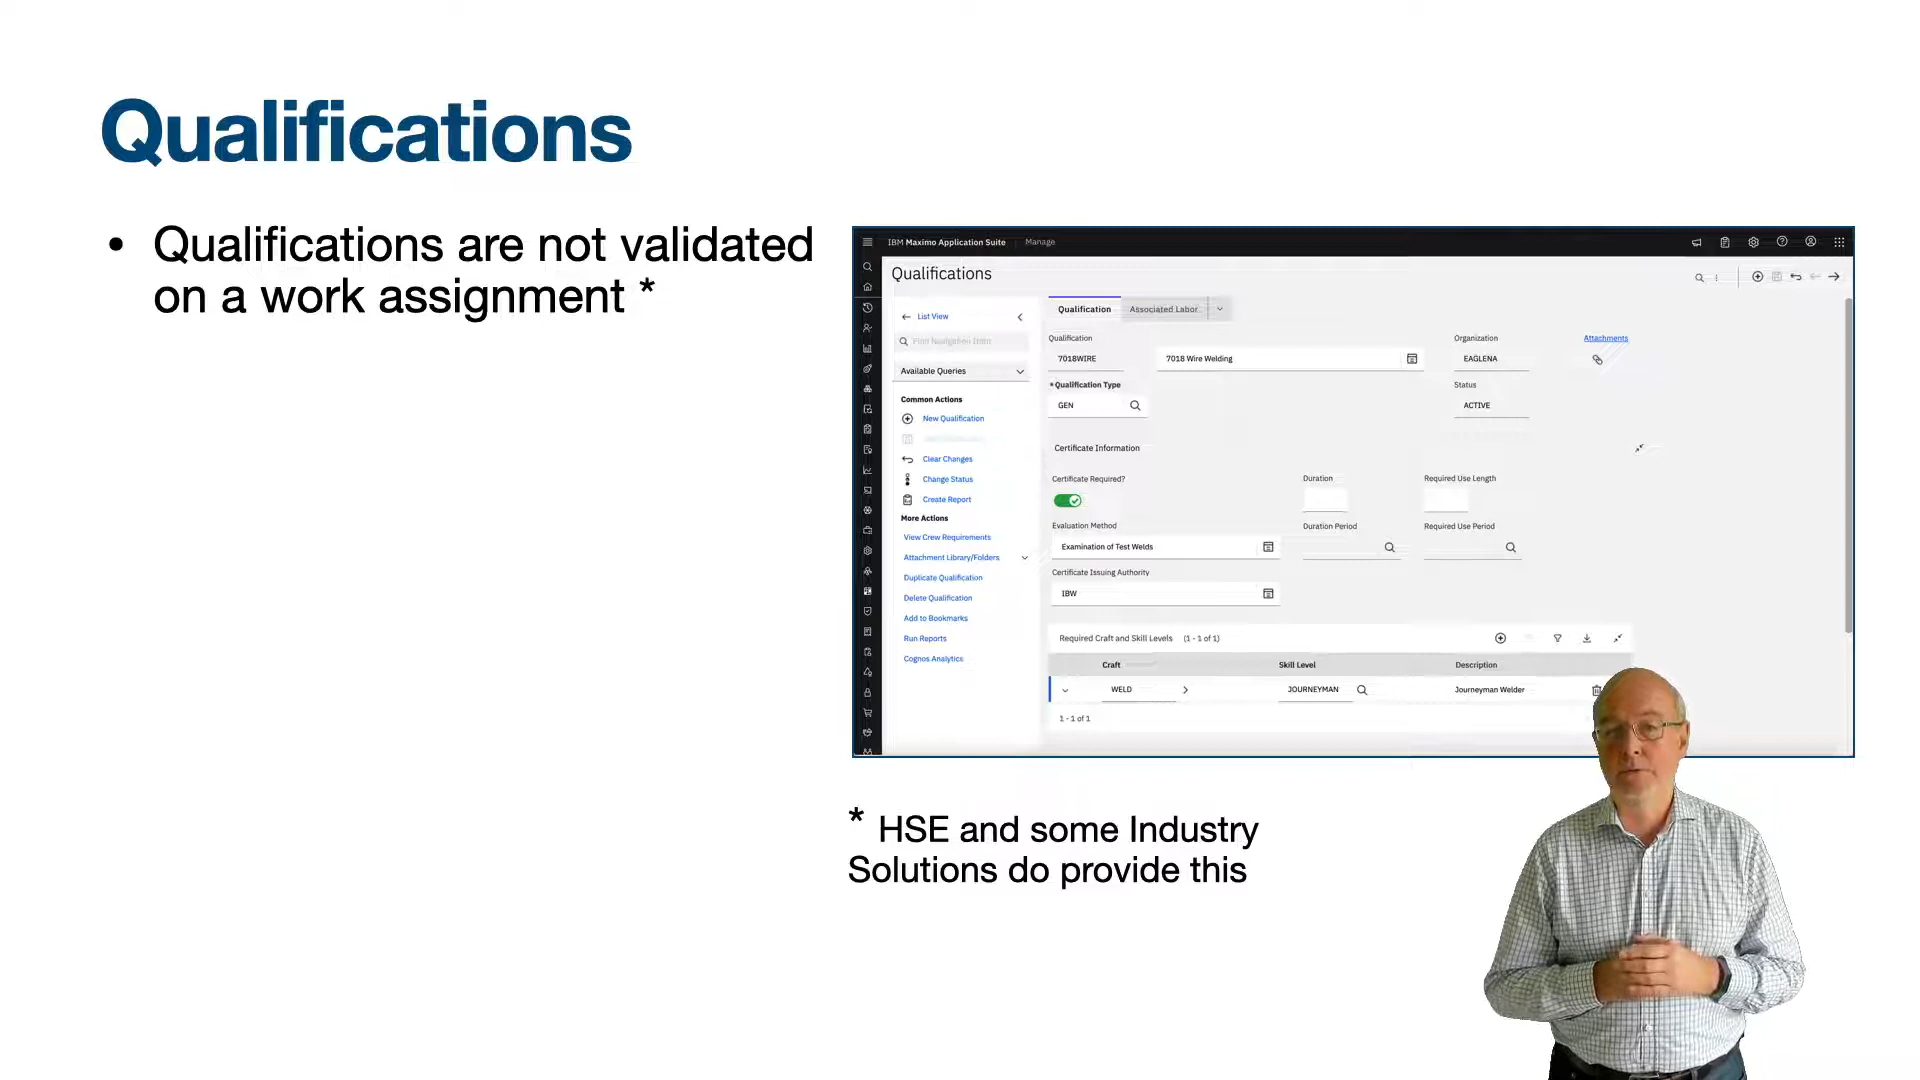 Qualifications
• Qualifications are not validated
on a work assignment *
IBM Maximo Application Suite Manage
Qualifications
List View
Find Navigation Item
Available Queries
Common Actions
New Qualification
Clear Changes
Change Status
Create Report
More Actions
View Crew Requirements
Attachment Library/Folders
Duplicate Qualification
Delete Qualification
Add to Bookmarks
Run Reports
Cognos Analytics
Qualification Associated Labor
Qualification Organization Attachments
7018WIRE 7018 Wire Welding EAGLENA
* Qualification Type Status
GEN ACTIVE
Certificate Information
Certificate Required? Duration Required Use Length
Evaluation Method Duration Period Required Use Period
Examination of Test Welds
Certificate Issuing Authority
IBW
Required Craft and Skill Levels (1 - 1 of 1)
Craft Skill Level Description
WELD JOURNEYMAN Journeyman Welder
1 - 1 of 1
* HSE and some Industry
Solutions do provide this